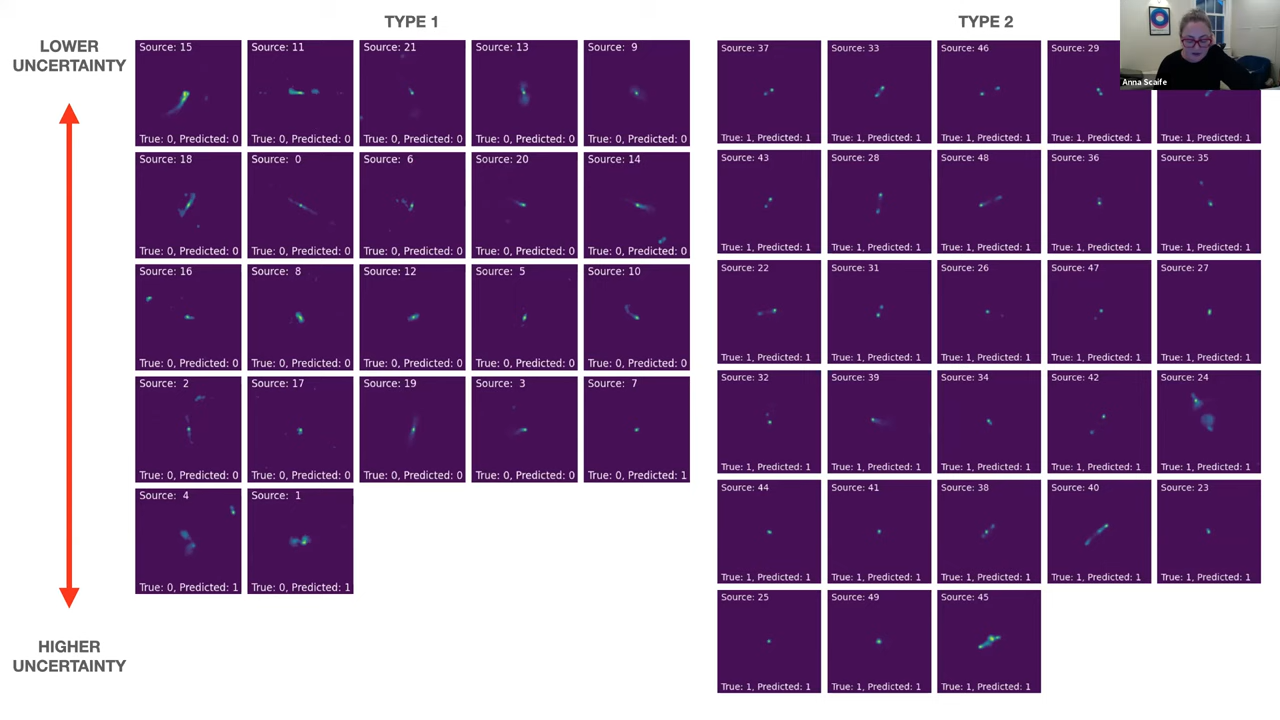 TYPE 1
TYPE 2
LOWER
UNCERTAINTY
HIGHER
UNCERTAINTY
Source: 15
True: 0, Predicted: 0
Source: 11
True: 0, Predicted: 0
Source: 21
True: 0, Predicted: 0
Source: 13
True: 0, Predicted: 0
Source: 9
True: 0, Predicted: 0
Source: 18
True: 0, Predicted: 0
Source: 0
True: 0, Predicted: 0
Source: 6
True: 0, Predicted: 0
Source: 20
True: 0, Predicted: 0
Source: 14
True: 0, Predicted: 0
Source: 16
True: 0, Predicted: 0
Source: 8
True: 0, Predicted: 0
Source: 12
True: 0, Predicted: 0
Source: 5
True: 0, Predicted: 0
Source: 10
True: 0, Predicted: 0
Source: 2
True: 0, Predicted: 0
Source: 17
True: 0, Predicted: 0
Source: 19
True: 0, Predicted: 0
Source: 3
True: 0, Predicted: 0
Source: 7
True: 0, Predicted: 1
Source: 4
True: 0, Predicted: 1
Source: 1
True: 0, Predicted: 1
Source: 37
True: 1, Predicted: 1
Source: 33
True: 1, Predicted: 1
Source: 46
True: 1, Predicted: 1
Source: 29
True: 1, Predicted: 1
Anna Scaife
True: 1, Predicted: 1
Source: 43
True: 1, Predicted: 1
Source: 28
True: 1, Predicted: 1
Source: 48
True: 1, Predicted: 1
Source: 36
True: 1, Predicted: 1
Source: 35
True: 1, Predicted: 1
Source: 22
True: 1, Predicted: 1
Source: 31
True: 1, Predicted: 1
Source: 26
True: 1, Predicted: 1
Source: 47
True: 1, Predicted: 1
Source: 27
True: 1, Predicted: 1
Source: 32
True: 1, Predicted: 1
Source: 39
True: 1, Predicted: 1
Source: 34
True: 1, Predicted: 1
Source: 42
True: 1, Predicted: 1
Source: 24
True: 1, Predicted: 1
Source: 44
True: 1, Predicted: 1
Source: 41
True: 1, Predicted: 1
Source: 38
True: 1, Predicted: 1
Source: 40
True: 1, Predicted: 1
Source: 23
True: 1, Predicted: 1
Source: 25
True: 1, Predicted: 1
Source: 49
True: 1, Predicted: 1
Source: 45
True: 1, Predicted: 1